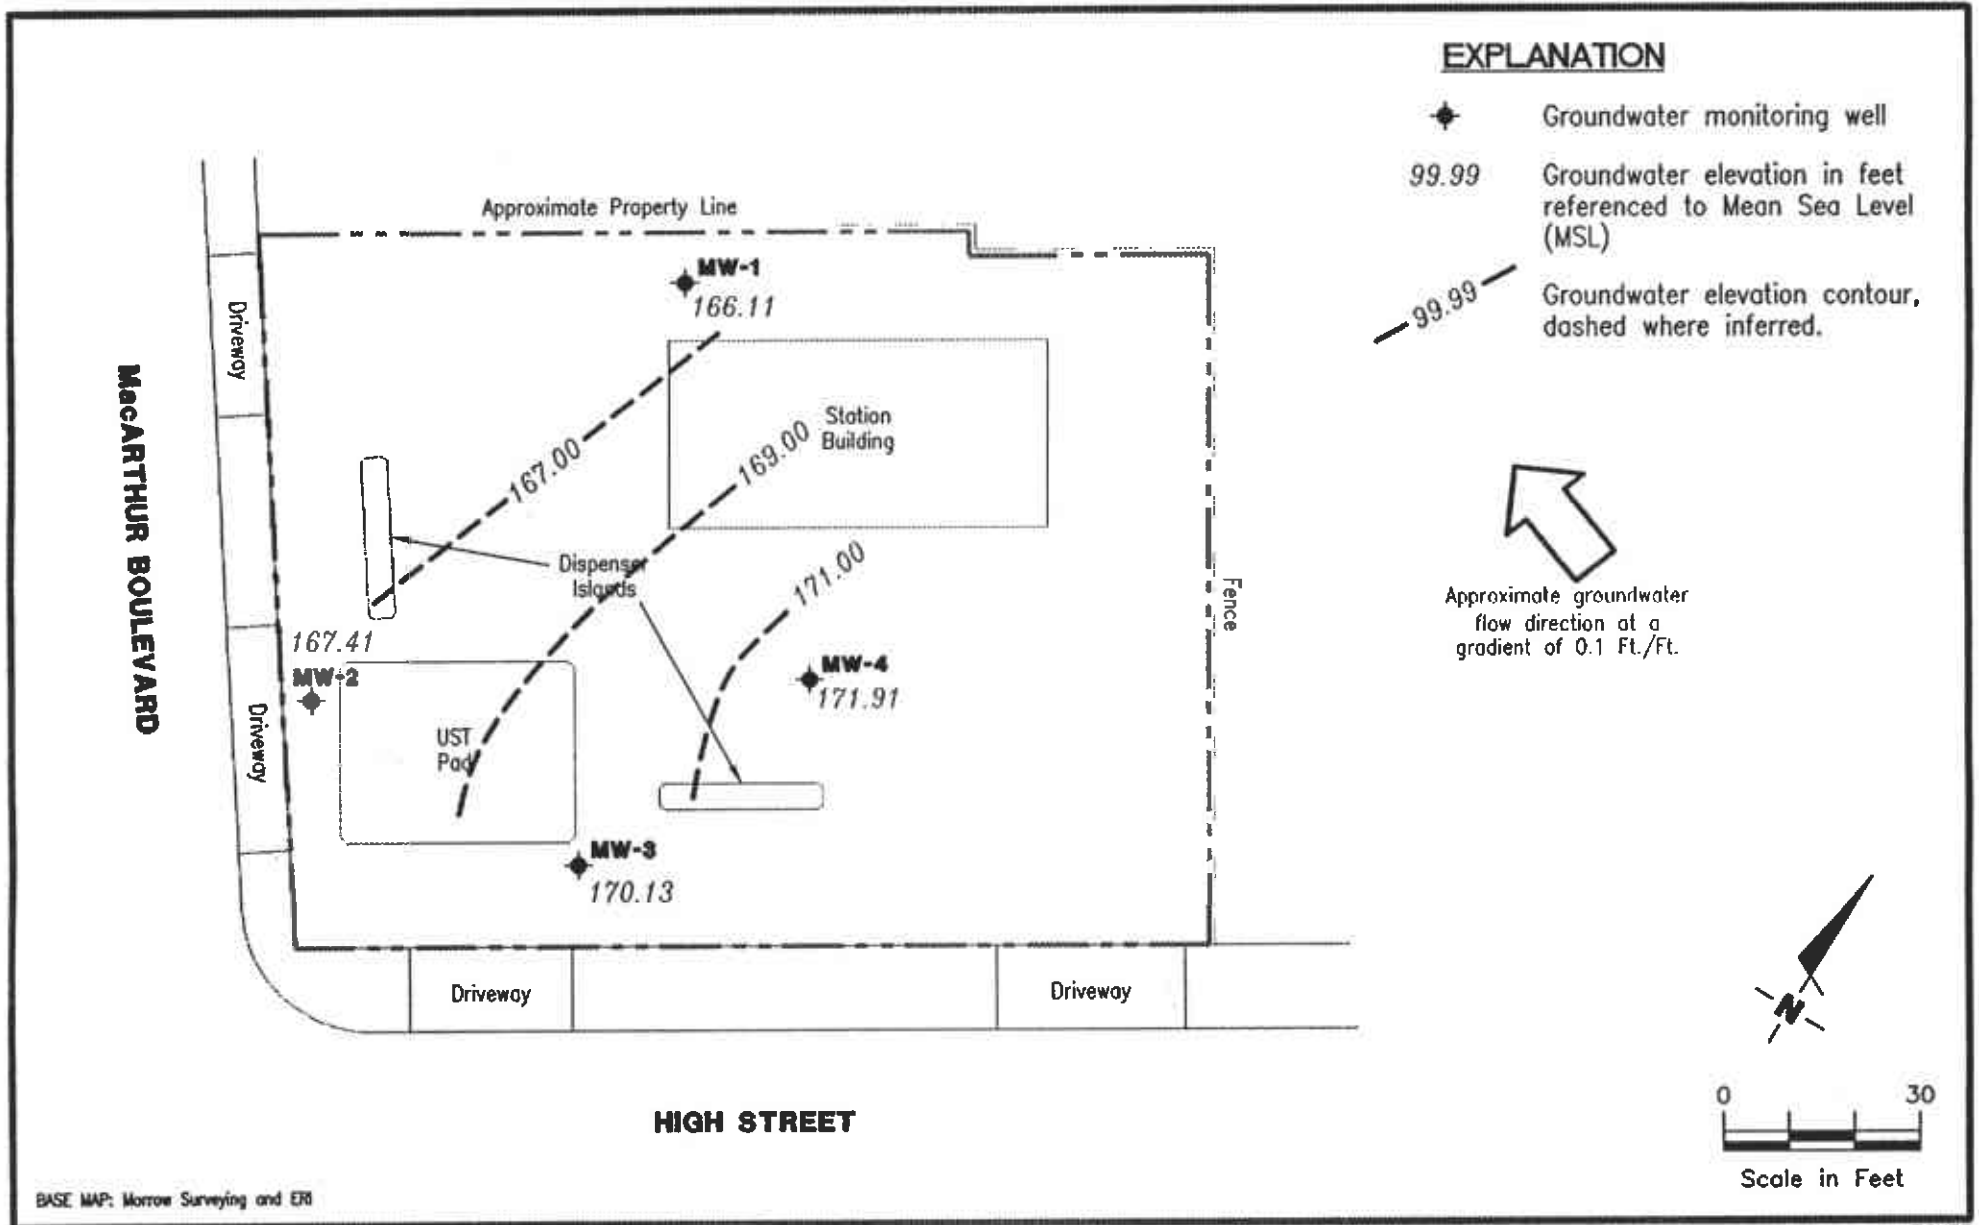 EXPLANATION
Groundwater monitoring well
99.99
Groundwater elevation in feet
referenced to Mean Sea Level
(MSL)
99.99
Groundwater elevation contour,
dashed where inferred.
Approximate Property Line
MW-1
166.11
Driveway
MacARTHUR BOULEVARD
Station
Building
167.00
169.00
Dispenser
Islands
171.00
Fence
Approximate groundwater
flow direction at a
gradient of 0.1 Ft./Ft.
167.41
MW-2
MW-4
171.91
Driveway
UST
Pad
MW-3
170.13
Driveway
Driveway
N
HIGH STREET
0 30
Scale in Feet
BASE MAP: Morrow Surveying and ERI